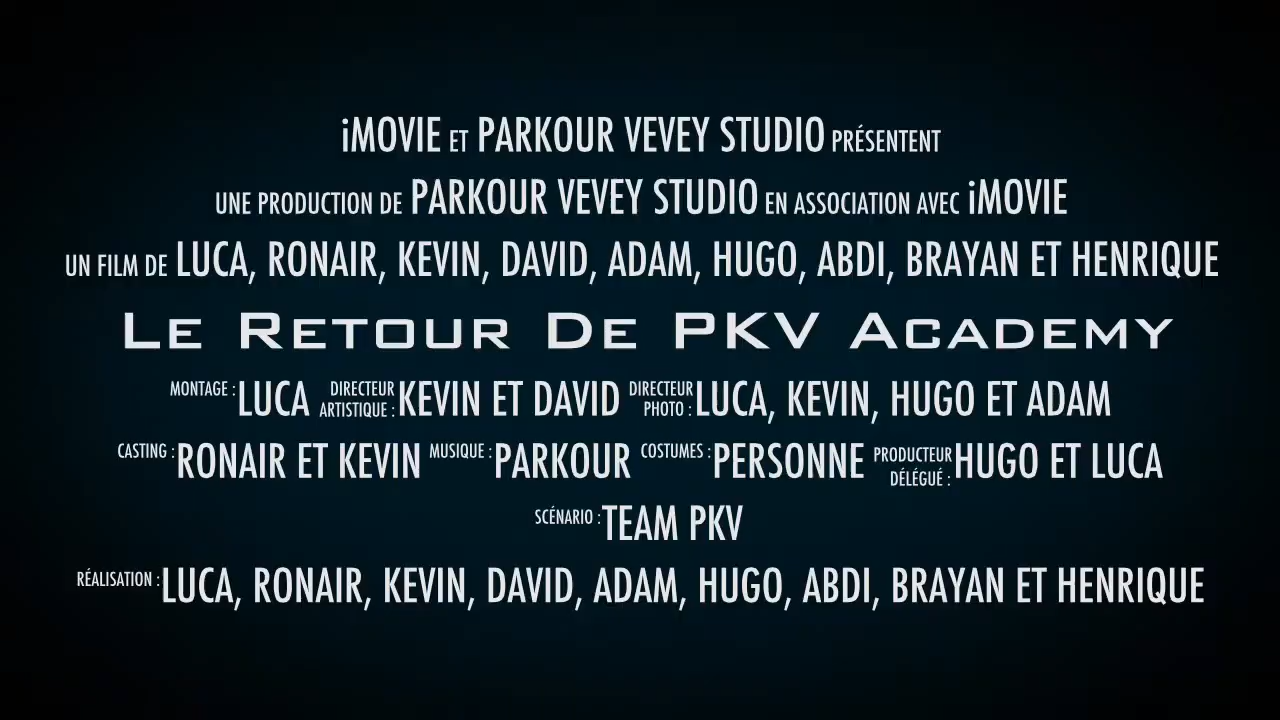 iMOVIE ET PARKOUR VEVEY STUDIO PRÉSENTENT
UNE PRODUCTION DE PARKOUR VEVEY STUDIO EN ASSOCIATION AVEC iMOVIE
UN FILM DE LUCA, RONAIR, KEVIN, DAVID, ADAM, HUGO, ABDI, BRAYAN ET HENRIQUE
LE RETOUR DE PKV ACADEMY
MONTAGE : LUCA DIRECTEUR ARTISTIQUE : KEVIN ET DAVID DIRECTEUR PHOTO : LUCA, KEVIN, HUGO ET ADAM
CASTING : RONAIR ET KEVIN MUSIQUE : PARKOUR COSTUMES : PERSONNE PRODUCTEUR DÉLÉGUÉ : HUGO ET LUCA
SCÉNARIO : TEAM PKV
RÉALISATION : LUCA, RONAIR, KEVIN, DAVID, ADAM, HUGO, ABDI, BRAYAN ET HENRIQUE